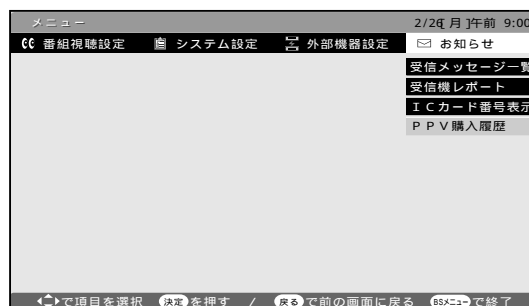 メニュー 2/26[月]午前 9:00
番組視聴設定 システム設定 外部機器設定 お知らせ
受信メッセージ一覧
受信機レポート
ICカード番号表示
PPV購入履歴
で項目を選択 決定を押す / 戻るで前の画面に戻る BSメニューで終了